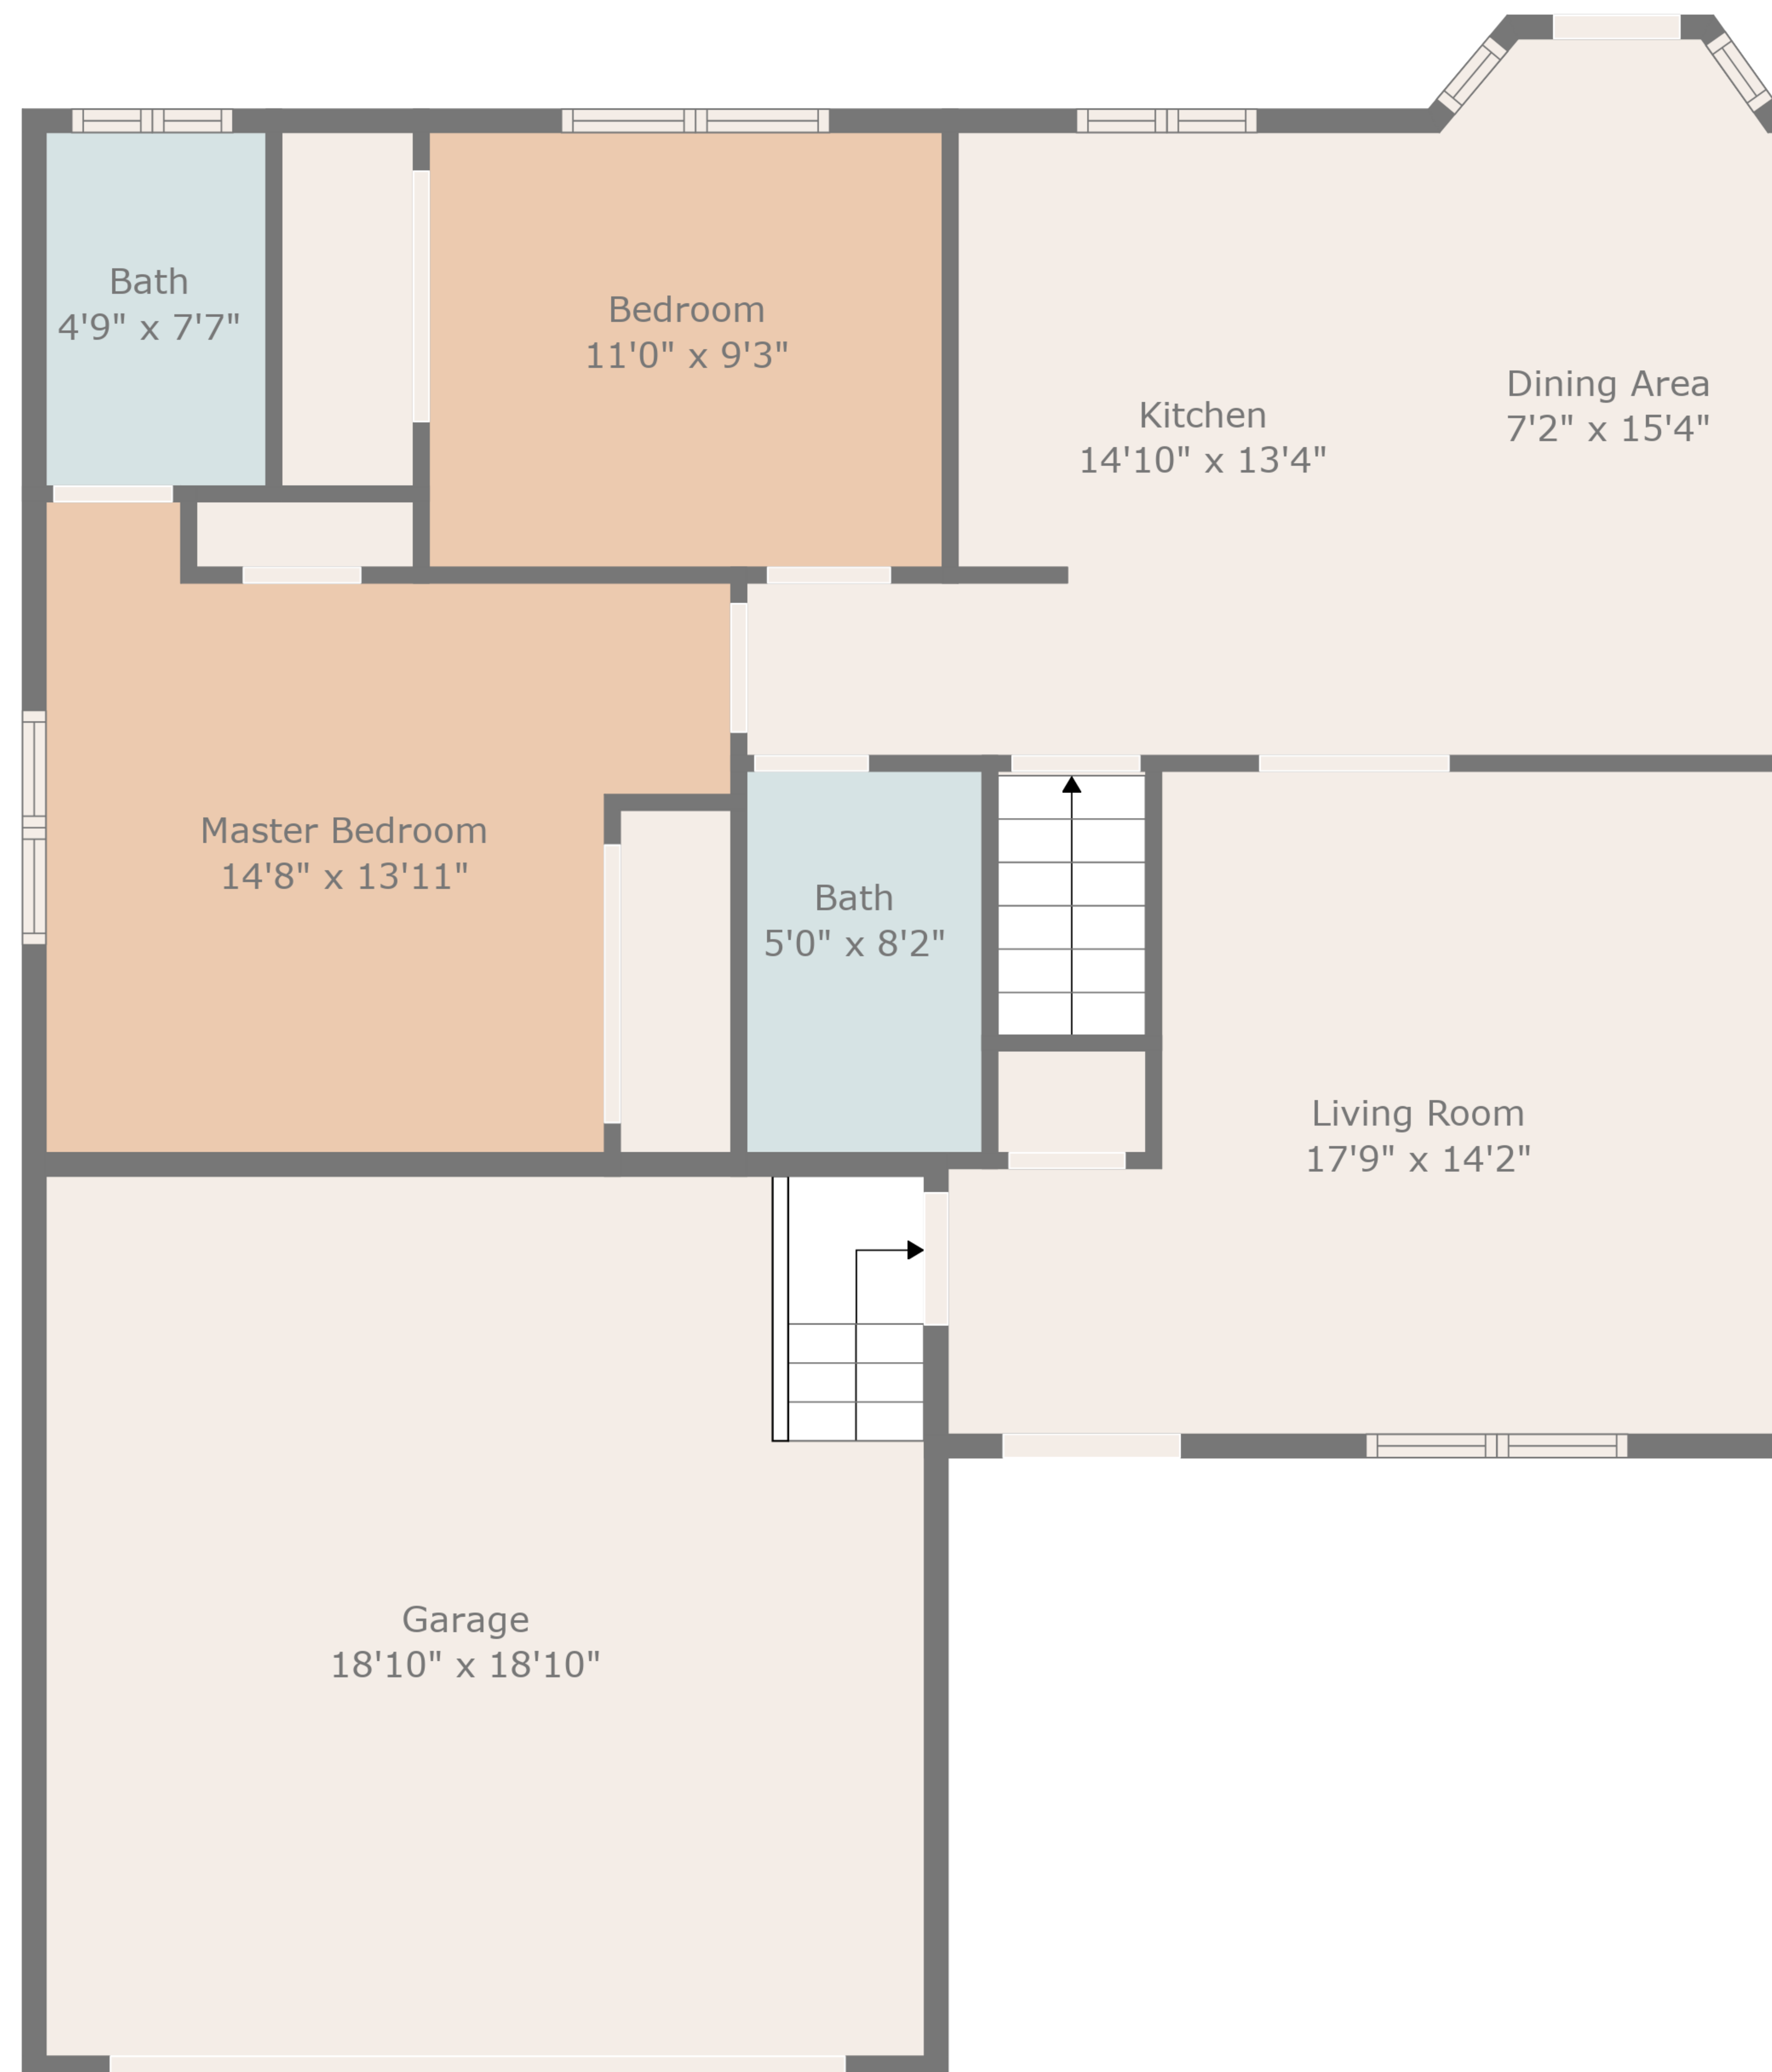 Bath
4'9" x 7'7"
Bedroom
11'0" x 9'3"
Kitchen
14'10" x 13'4"
Dining Area
7'2" x 15'4"
Master Bedroom
14'8" x 13'11"
Bath
5'0" x 8'2"
Living Room
17'9" x 14'2"
Garage
18'10" x 18'10"